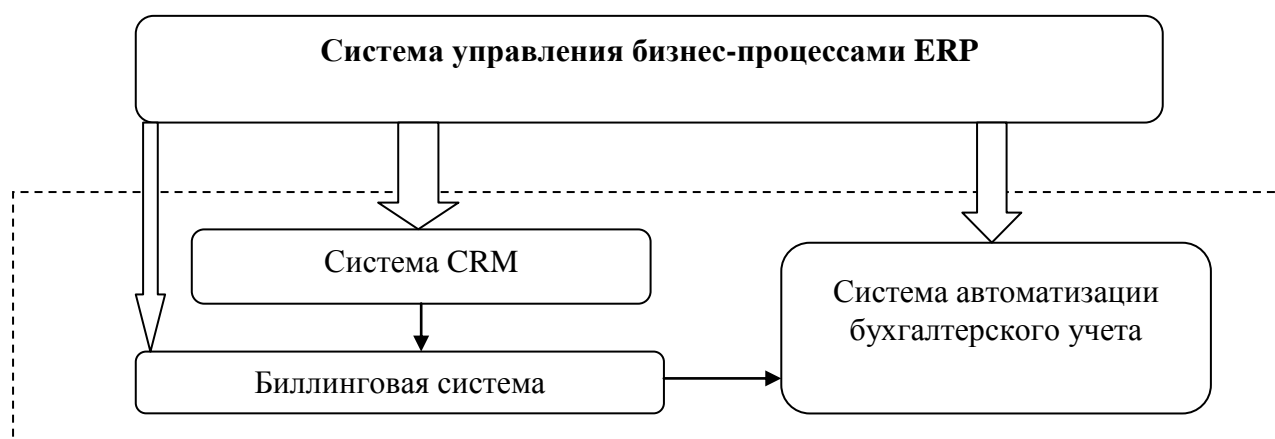 Система управления бизнес-процессами ERP
Система CRM
Система автоматизации
бухгалтерского учета
Биллинговая система